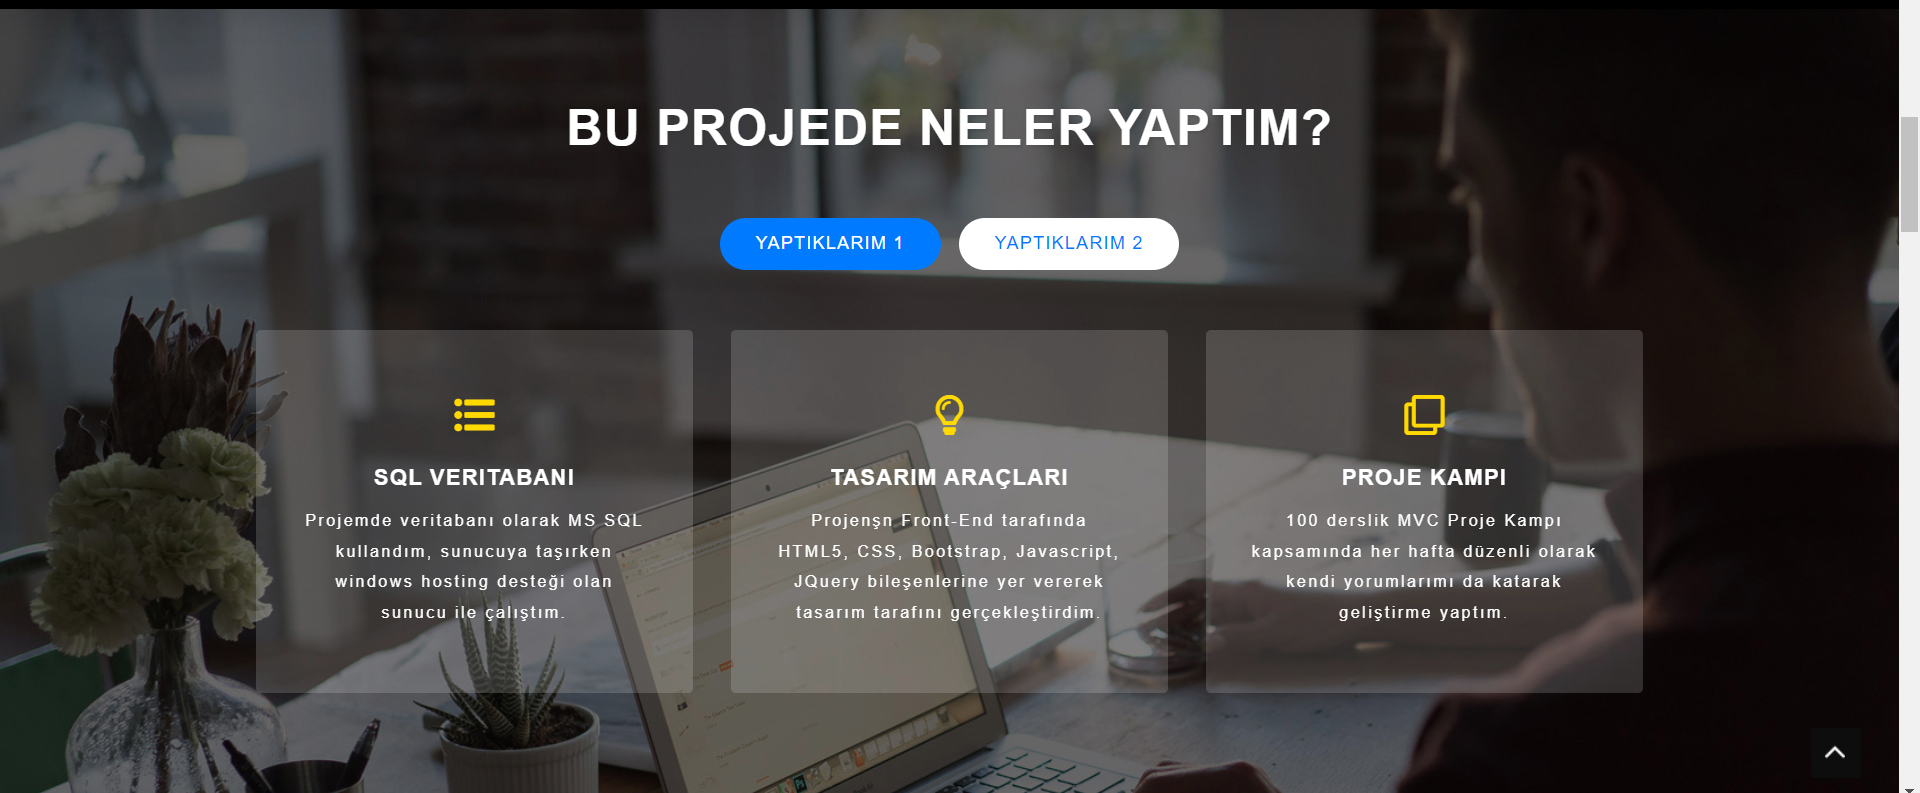 BU PROJEDE NELER YAPTIM?
YAPTIKLARIM 1 YAPTIKLARIM 2
SQL VERITABANI
Projemde veritabanı olarak MS SQL
kullandım, sunucuya taşırken
windows hosting desteği olan
sunucu ile çalıştım.
TASARIM ARAÇLARI
Projenşn Front-End tarafında
HTML5, CSS, Bootstrap, Javascript,
JQuery bileşenlerine yer vererek
tasarım tarafını gerçekleştirdim.
PROJE KAMPI
100 derslik MVC Proje Kampı
kapsamında her hafta düzenli olarak
kendi yorumlarımı da katarak
geliştirme yaptım.